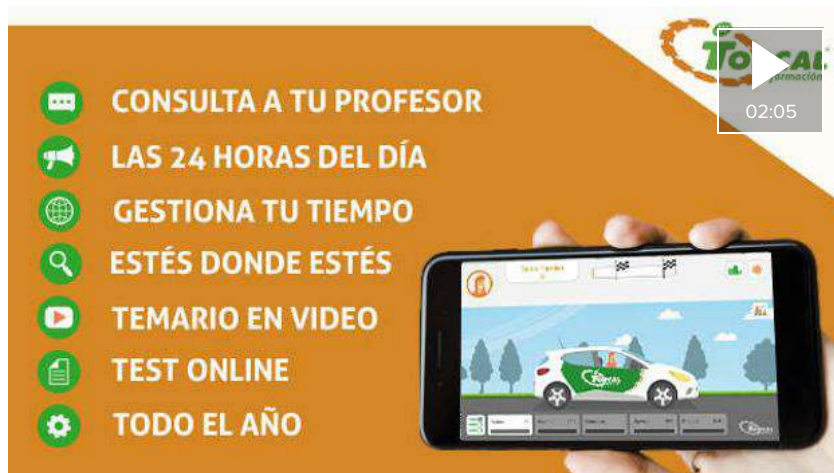 CONSULTA A TU PROFESOR
LAS 24 HORAS DEL DÍA
GESTIONA TU TIEMPO
ESTÉS DONDE ESTÉS
TEMARIO EN VIDEO
TEST ONLINE
TODO EL AÑO
02:05